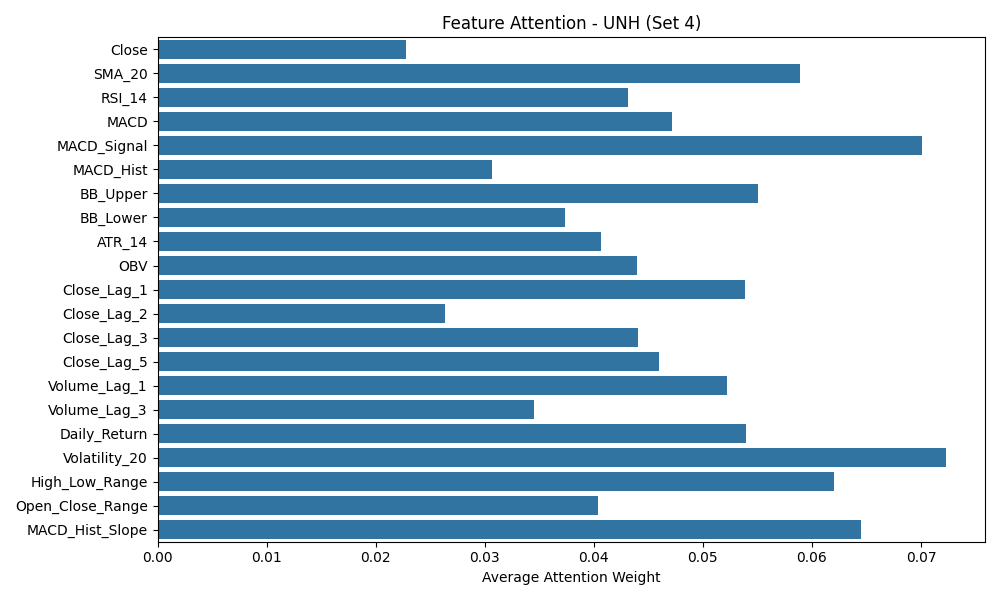 Feature Attention - UNH (Set 4)
Close
SMA_20
RSI_14
MACD
MACD_Signal
MACD_Hist
BB_Upper
BB_Lower
ATR_14
OBV
Close_Lag_1
Close_Lag_2
Close_Lag_3
Close_Lag_5
Volume_Lag_1
Volume_Lag_3
Daily_Return
Volatility_20
High_Low_Range
Open_Close_Range
MACD_Hist_Slope
0.00 0.01 0.02 0.03 0.04 0.05 0.06 0.07
Average Attention Weight